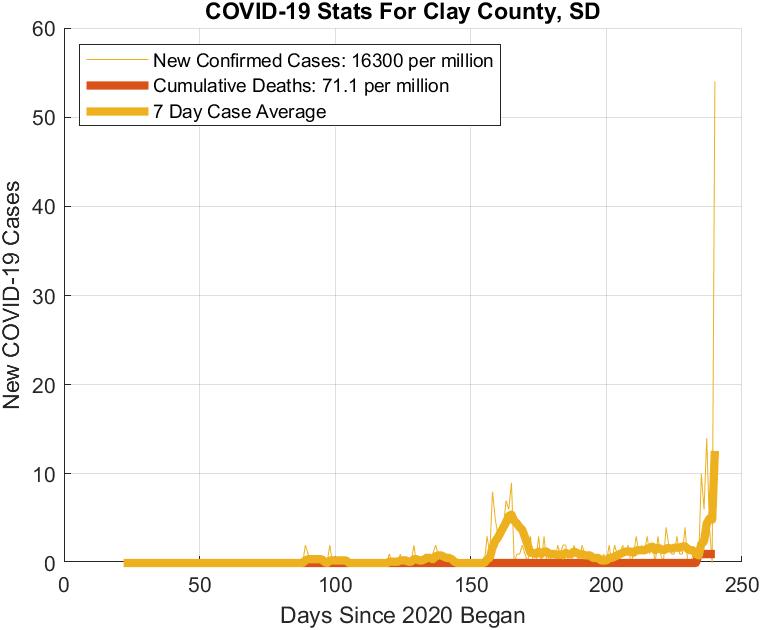 COVID-19 Stats For Clay County, SD
60
New Confirmed Cases: 16300 per million
Cumulative Deaths: 71.1 per million
7 Day Case Average
50
40
30
20
10
0
New COVID-19 Cases
0 50 100 150 200 250
Days Since 2020 Began